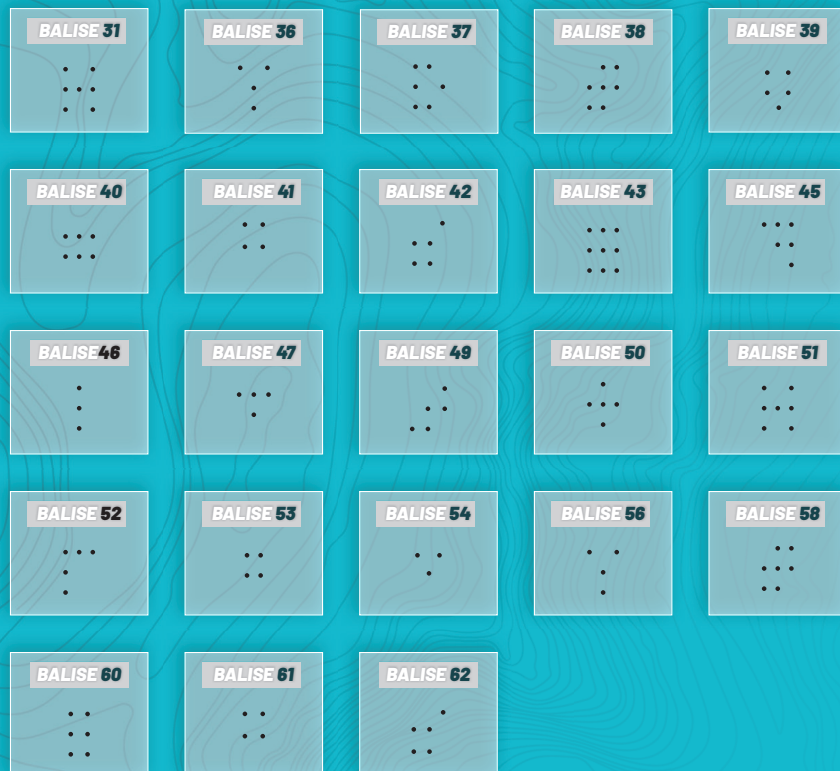 BALISE 31 BALISE 36 BALISE 37 BALISE 38 BALISE 39
BALISE 40 BALISE 41 BALISE 42 BALISE 43 BALISE 45
BALISE46 BALISE 47 BALISE 49 BALISE 50 BALISE 51
BALISE 52 BALISE 53 BALISE 54 BALISE 56 BALISE 58
BALISE 60 BALISE 61 BALISE 62